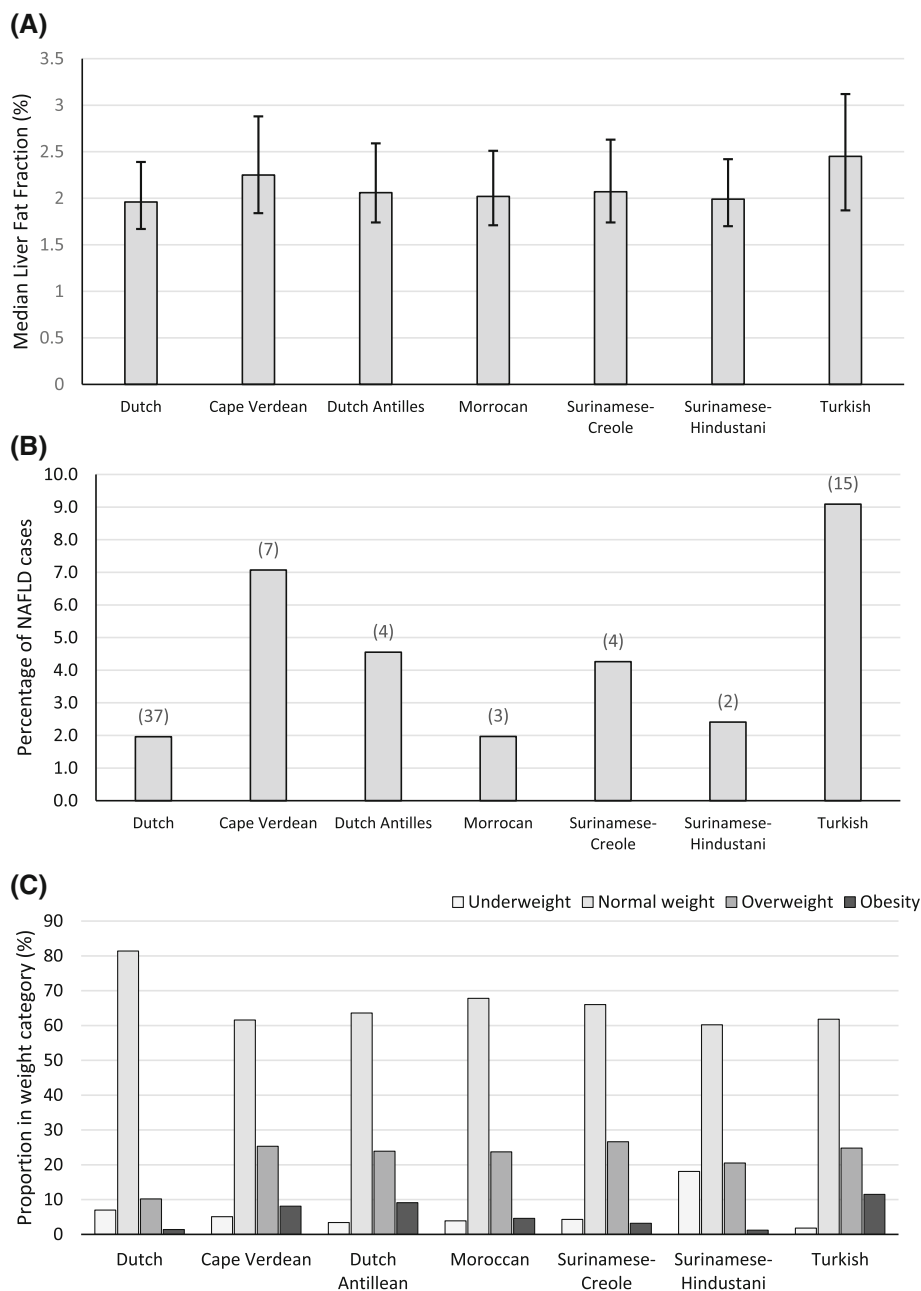 (A)
Median Liver Fat Fraction (%)
3.5
3
2.5
2
1.5
1
0.5
0
Dutch Cape Verdean Dutch Antilles Morrocan Surinamese- Surinamese- Turkish
Creole Hindustani
(B)
Percentage of NAFLD cases
10.0
9.0
8.0
7.0
6.0
5.0
4.0
3.0
2.0
1.0
0.0
(37) (7) (4) (3) (4) (2) (15)
Dutch Cape Verdean Dutch Antilles Morrocan Surinamese- Surinamese- Turkish
Creole Hindustani
(C)
Underweight Normal weight Overweight Obesity
Proportion in weight category (%)
90
80
70
60
50
40
30
20
10
0
Dutch Cape Verdean Dutch Moroccan Surinamese- Surinamese- Turkish
Antillean Creole Hindustani